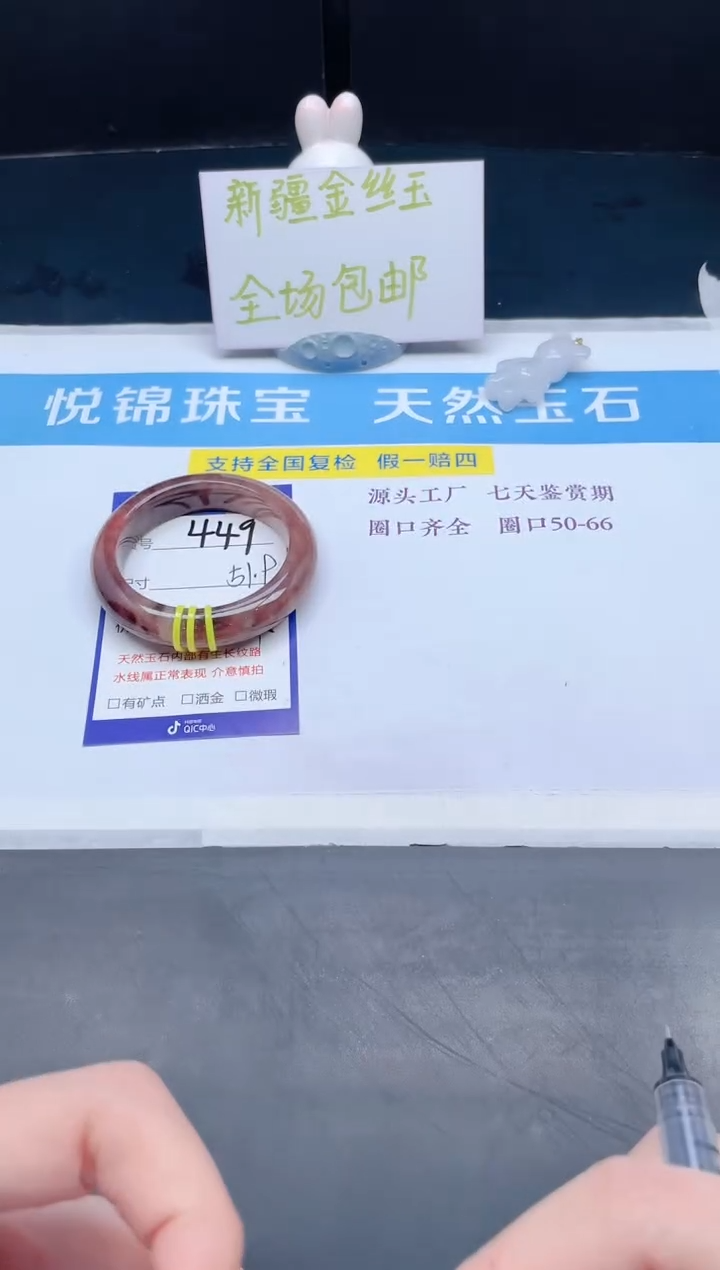 新疆金丝玉
全场包邮
悦锦珠宝 天然玉石
支持全国复检 假一赔四
源头工厂 七天鉴赏期
圈口齐全 圈口50-66
号 449
寸 51.9
天然玉石内部有生长纹路
水线属正常表现 介意慎拍
□有矿点 □洒金 □微瑕
QIC中心